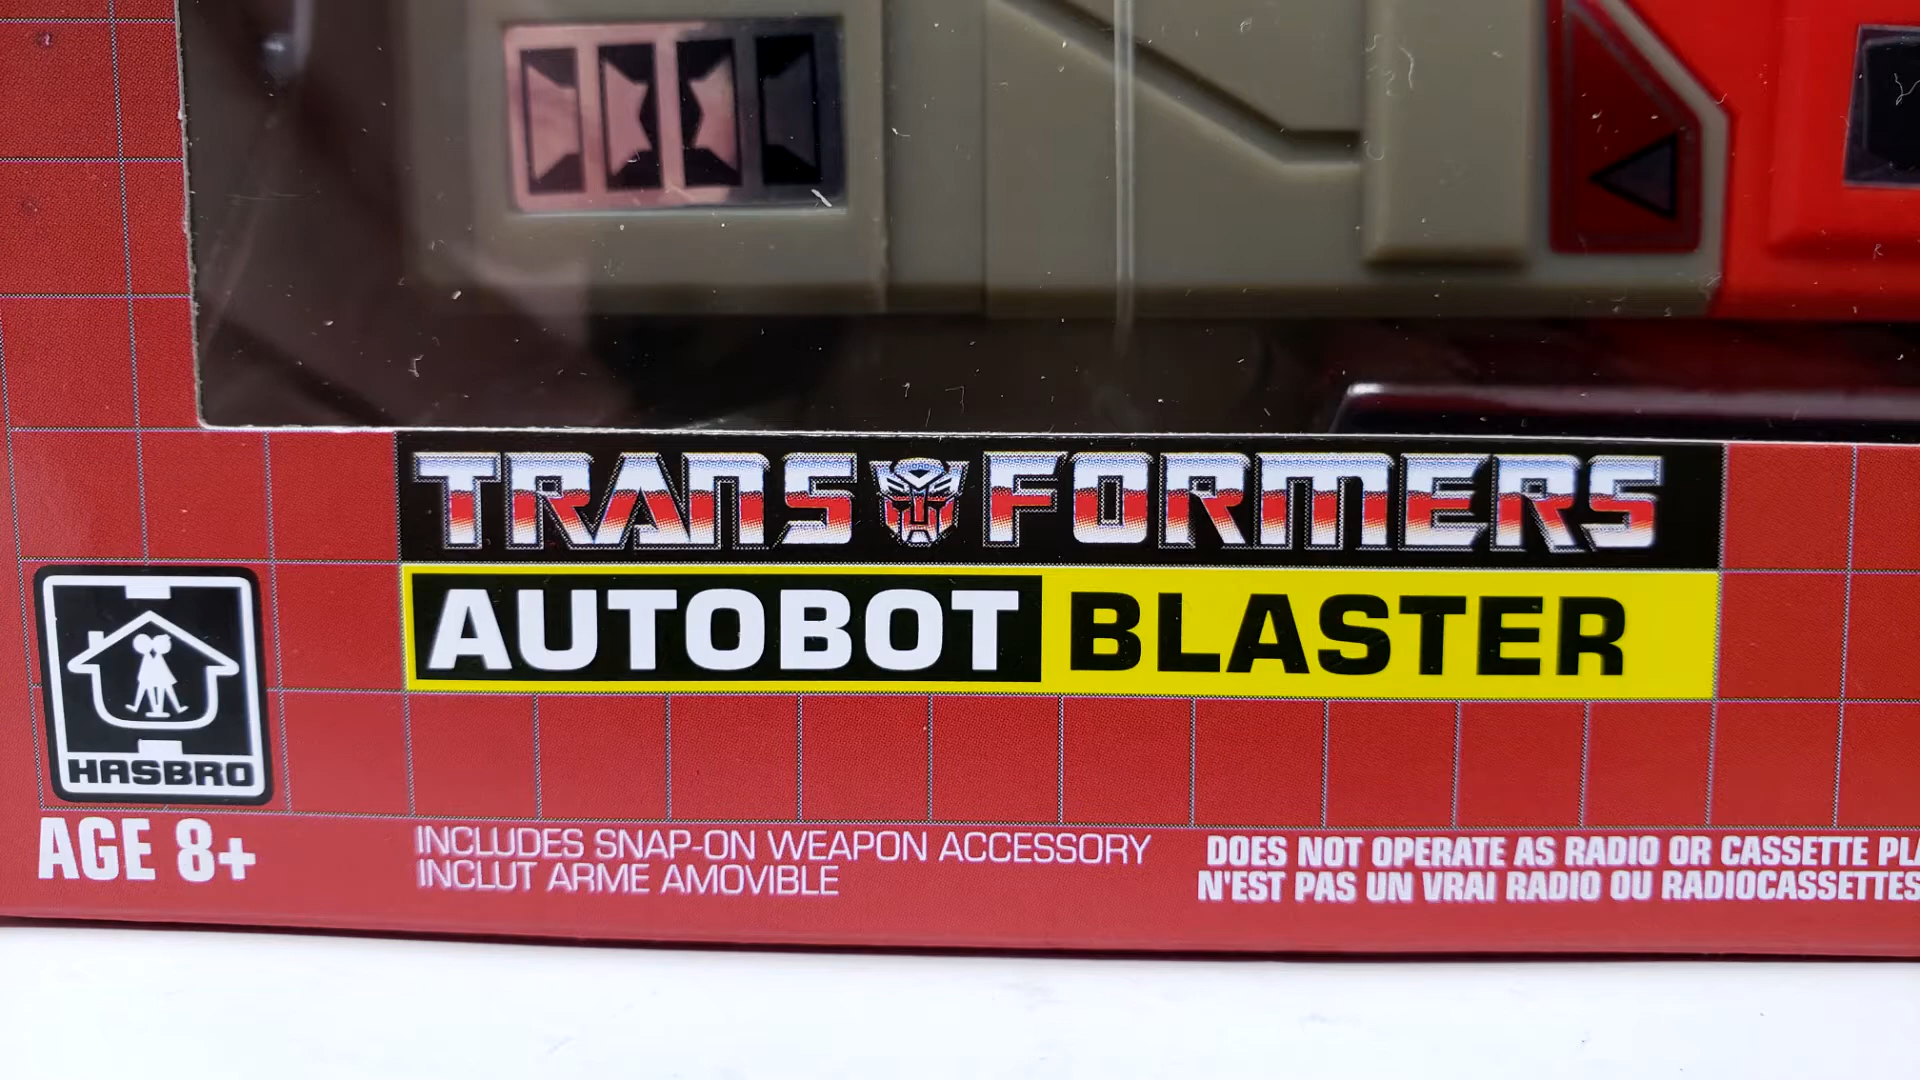 TRANSFORMERS
AUTOBOT BLASTER
HASBRO
AGE 8+
INCLUDES SNAP-ON WEAPON ACCESSORY
INCLUT ARME AMOVIBLE
DOES NOT OPERATE AS RADIO OR CASSETTE
N'EST PAS UN VRAI RADIO OU RADIOCASSETTES